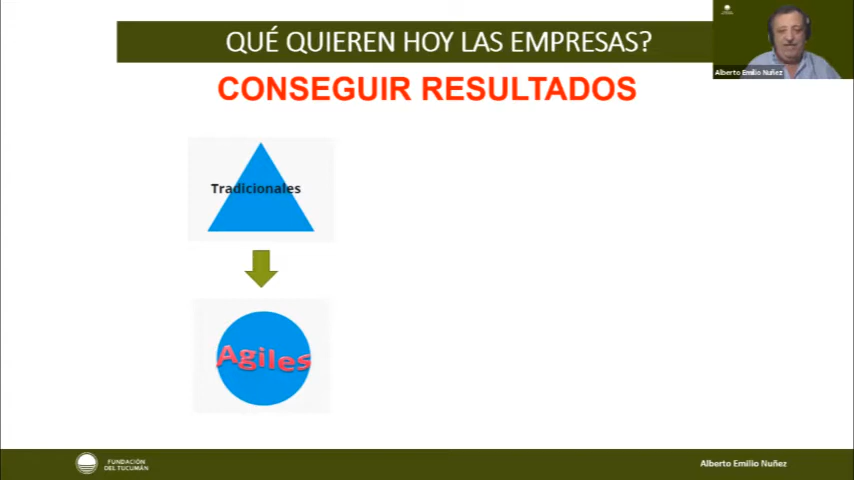 QUÉ QUIEREN HOY LAS EMPRESAS?
Alberto Emilio Nuñez
CONSEGUIR RESULTADOS
Tradicionales
Agiles
FUNDACIÓN
DEL TUCUMÁN
Alberto Emilio Nuñez